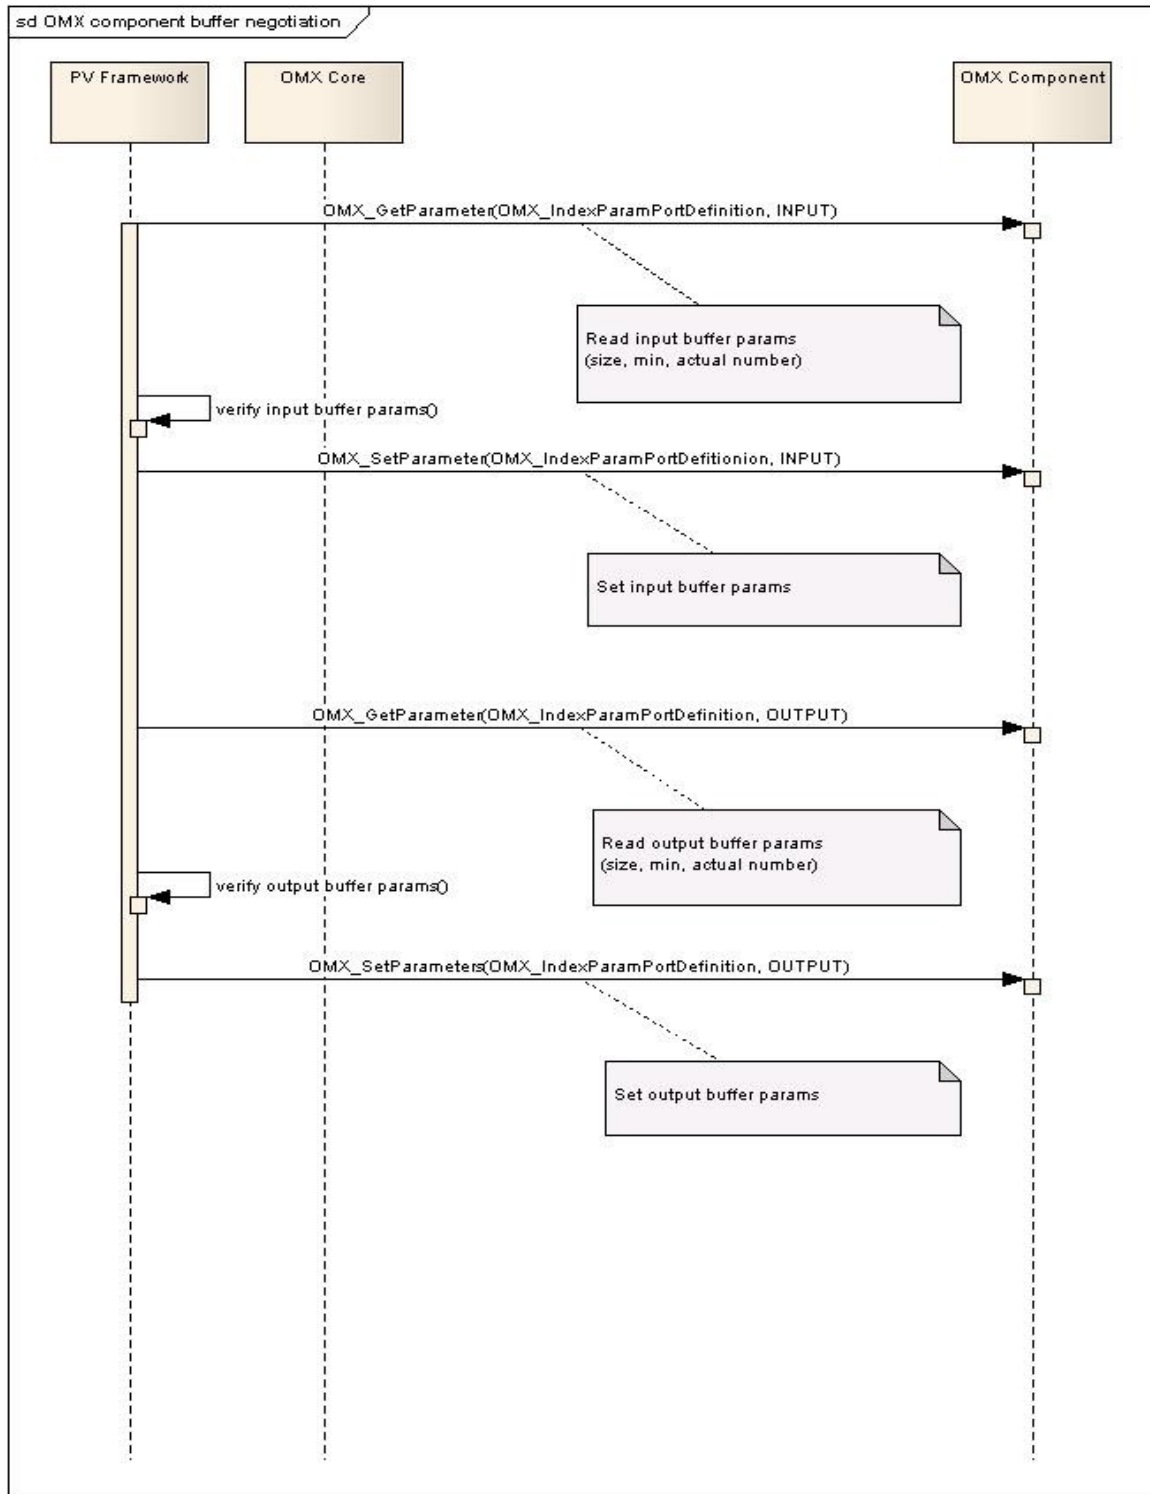 sd OMX component buffer negotiation
PV Framework
OMX Core
OMX Component
OMX_GetParameter(OMX_IndexParamPortDefinition, INPUT)
Read input buffer params
(size, min, actual number)
verify input buffer params()
OMX_SetParameter(OMX_IndexParamPortDefitionion, INPUT)
Set input buffer params
OMX_GetParameter(OMX_IndexParamPortDefinition, OUTPUT)
Read output buffer params
(size, min, actual number)
verify output buffer params()
OMX_SetParameters(OMX_IndexParamPortDefinition, OUTPUT)
Set output buffer params